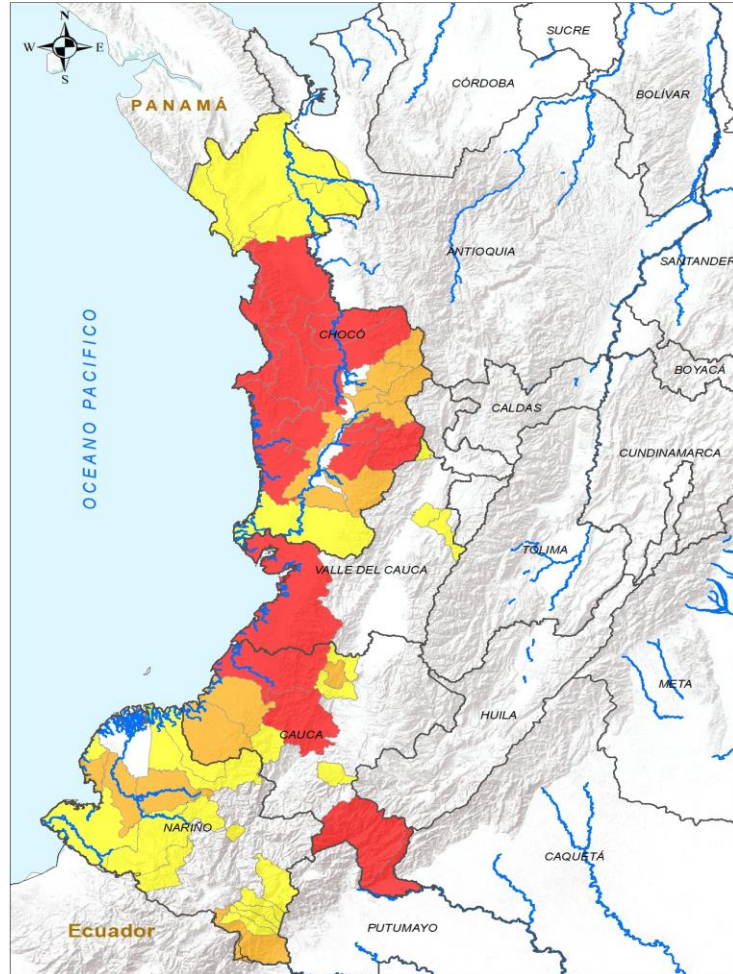 N
W E
S
SUCRE
CÓRDOBA
BOLÍVAR
PANAMÁ
ANTIOQUIA
SANTANDER
OCEANO PACIFICO
CHOCÓ
BOYACÁ
CALDAS
CUNDINAMARCA
TOLIMA
VALLE DEL CAUCA
META
HUILA
CAUCA
NARIÑO
CAQUETÁ
PUTUMAYO
Ecuador